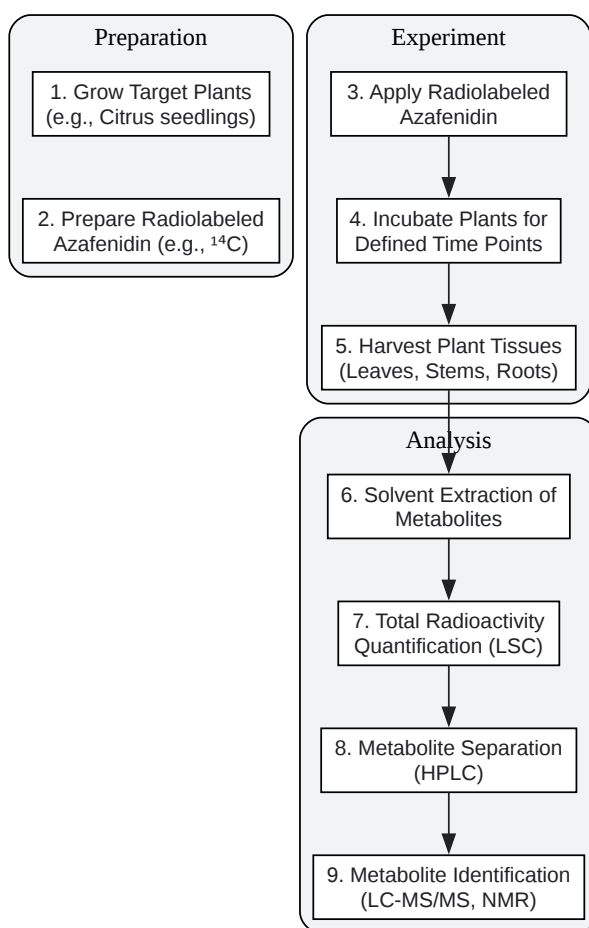 Preparation
1. Grow Target Plants
(e.g., Citrus seedlings)
2. Prepare Radiolabeled
Azafenidin (e.g., ¹⁴C)
Experiment
3. Apply Radiolabeled
Azafenidin
4. Incubate Plants for
Defined Time Points
5. Harvest Plant Tissues
(Leaves, Stems, Roots)
Analysis
6. Solvent Extraction of
Metabolites
7. Total Radioactivity
Quantification (LSC)
8. Metabolite Separation
(HPLC)
9. Metabolite Identification
(LC-MS/MS, NMR)